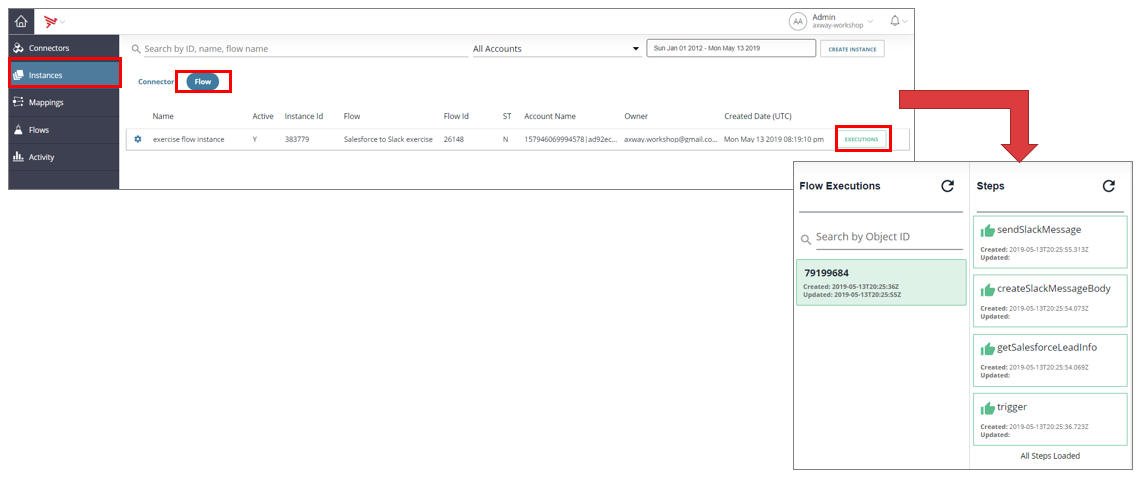 AA
Admin
axway-workshop
Connectors
Instances
Mappings
Flows
Activity
Search by ID, name, flow name
All Accounts
Sun Jan 01 2012 - Mon May 13 2019
CREATE INSTANCE
Connector
Flow
Name Active Instance Id Flow Flow Id ST Account Name Owner Created Date (UTC)
exercise flow instance Y 383779 Salesforce to Slack exercise 26148 N 157946069994578|ad92ec... axway.workshop@gmail.co... Mon May 13 2019 08:19:10 pm EXECUTIONS
Flow Executions
Search by Object ID
79199684
Created: 2019-05-13T20:25:36Z
Updated: 2019-05-13T20:25:55Z
Steps
sendSlackMessage
Created: 2019-05-13T20:25:55.313Z
Updated:
createSlackMessageBody
Created: 2019-05-13T20:25:54.073Z
Updated:
getSalesforceLeadInfo
Created: 2019-05-13T20:25:54.069Z
Updated:
trigger
Created: 2019-05-13T20:25:36.723Z
Updated:
All Steps Loaded